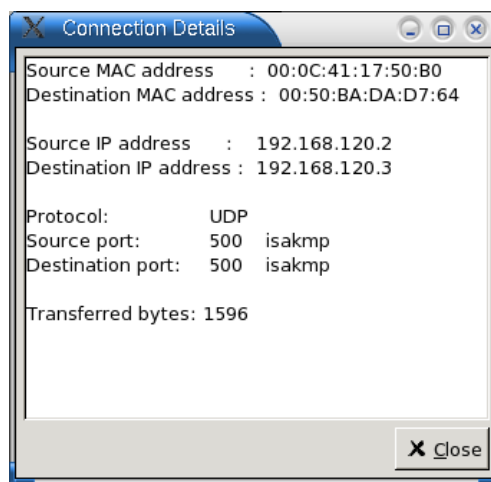 Connection Details
Source MAC address : 00:0C:41:17:50:B0
Destination MAC address : 00:50:BA:DA:D7:64
Source IP address : 192.168.120.2
Destination IP address : 192.168.120.3
Protocol: UDP
Source port: 500 isakmp
Destination port: 500 isakmp
Transferred bytes: 1596
Close